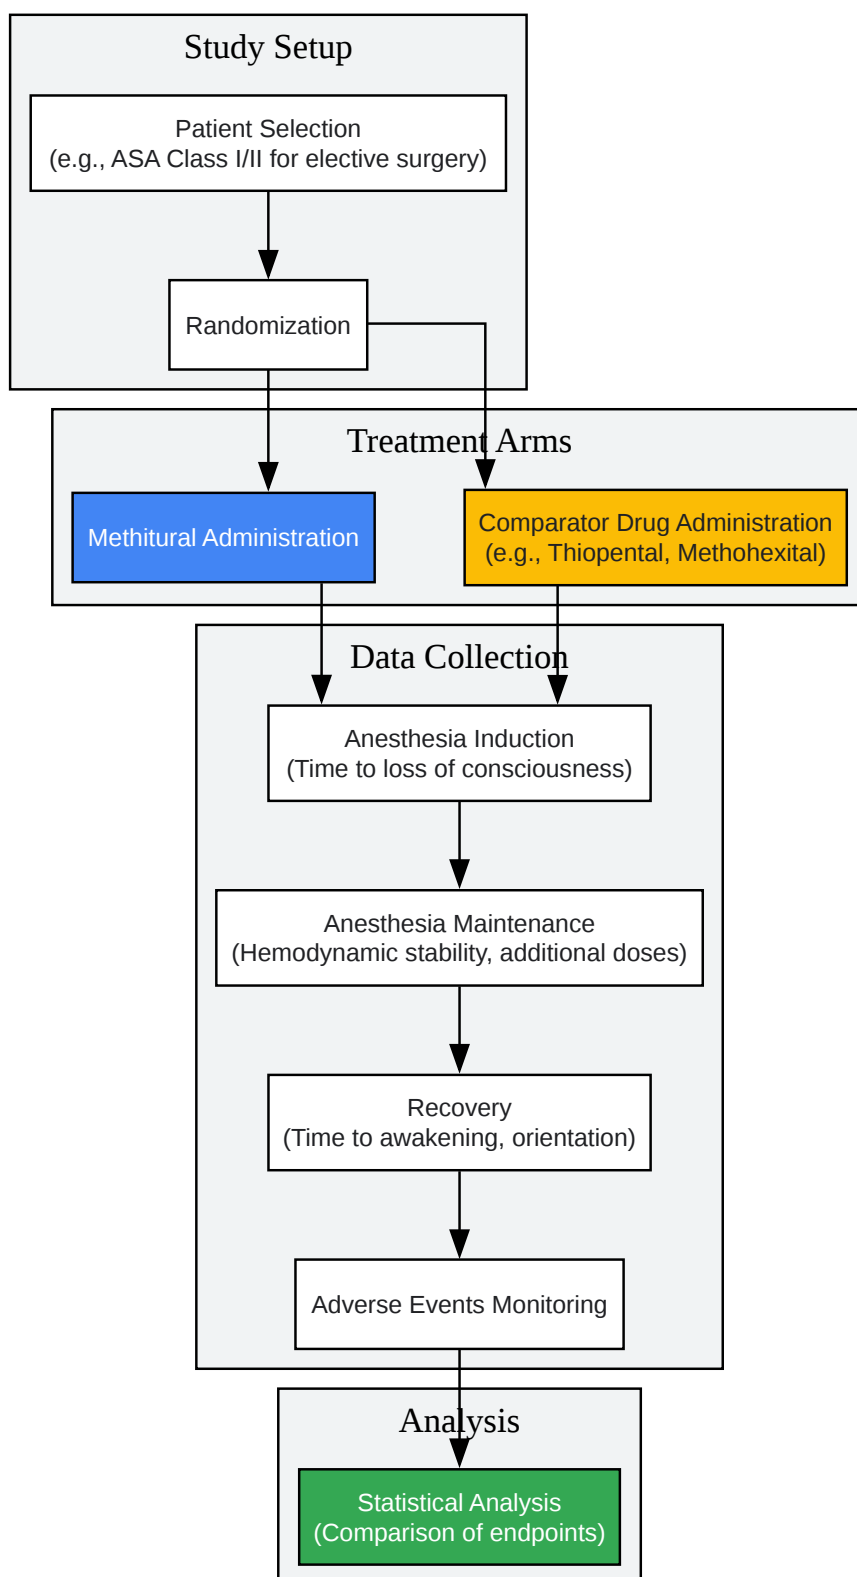 Study Setup
Patient Selection
(e.g., ASA Class I/II for elective surgery)
Randomization
Treatment Arms
Methitural Administration
Comparator Drug Administration
(e.g., Thiopental, Methohexital)
Data Collection
Anesthesia Induction
(Time to loss of consciousness)
Anesthesia Maintenance
(Hemodynamic stability, additional doses)
Recovery
(Time to awakening, orientation)
Adverse Events Monitoring
Analysis
Statistical Analysis
(Comparison of endpoints)